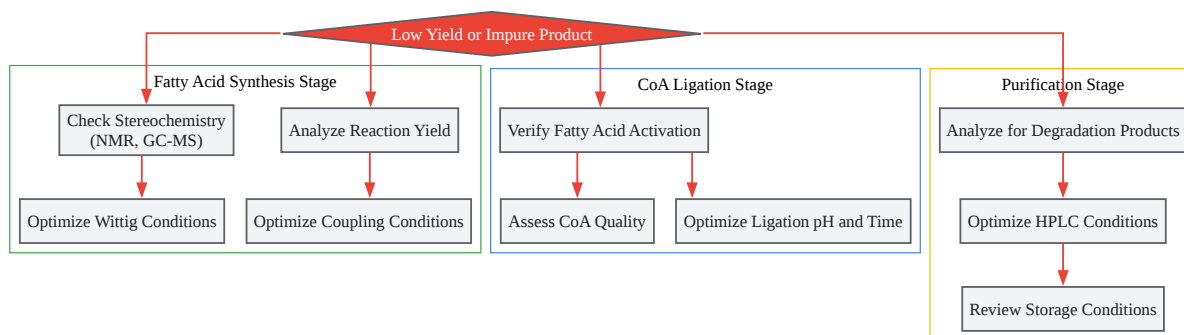 Low Yield or Impure Product
Fatty Acid Synthesis Stage
CoA Ligation Stage
Purification Stage
Check Stereochemistry
(NMR, GC-MS)
Analyze Reaction Yield
Verify Fatty Acid Activation
Analyze for Degradation Products
Optimize Wittig Conditions
Optimize Coupling Conditions
Assess CoA Quality
Optimize Ligation pH and Time
Optimize HPLC Conditions
Review Storage Conditions